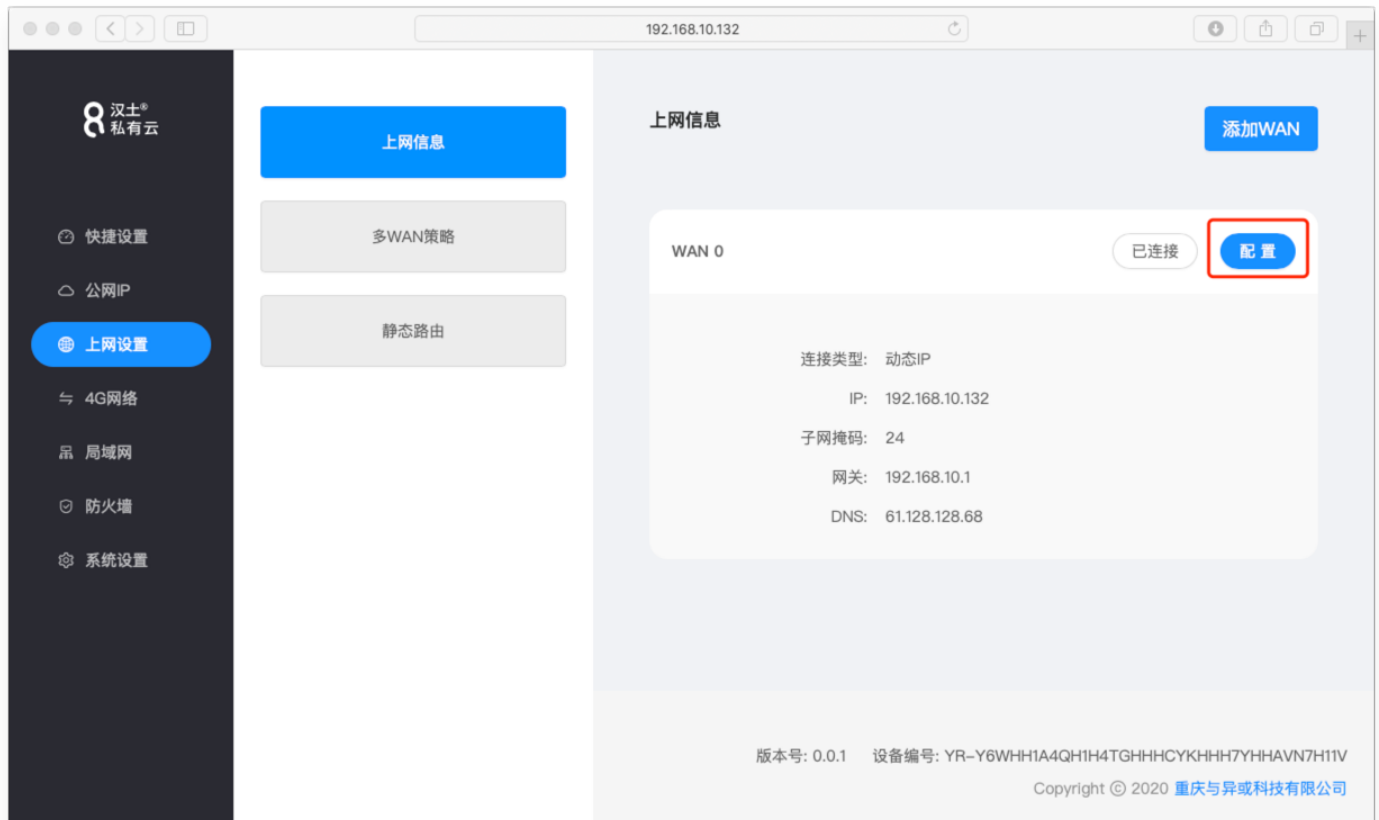 192.168.10.132
汉土®
私有云
快捷设置
公网IP
上网设置
4G网络
局域网
防火墙
系统设置
上网信息
多WAN策略
静态路由
上网信息
添加WAN
WAN 0
已连接
配置
连接类型: 动态IP
IP: 192.168.10.132
子网掩码: 24
网关: 192.168.10.1
DNS: 61.128.128.68
版本号: 0.0.1 设备编号: YR-Y6WHH1A4QH1H4TGHHHCYKHHH7YHHAVN7H11V
Copyright © 2020 重庆与异或科技有限公司